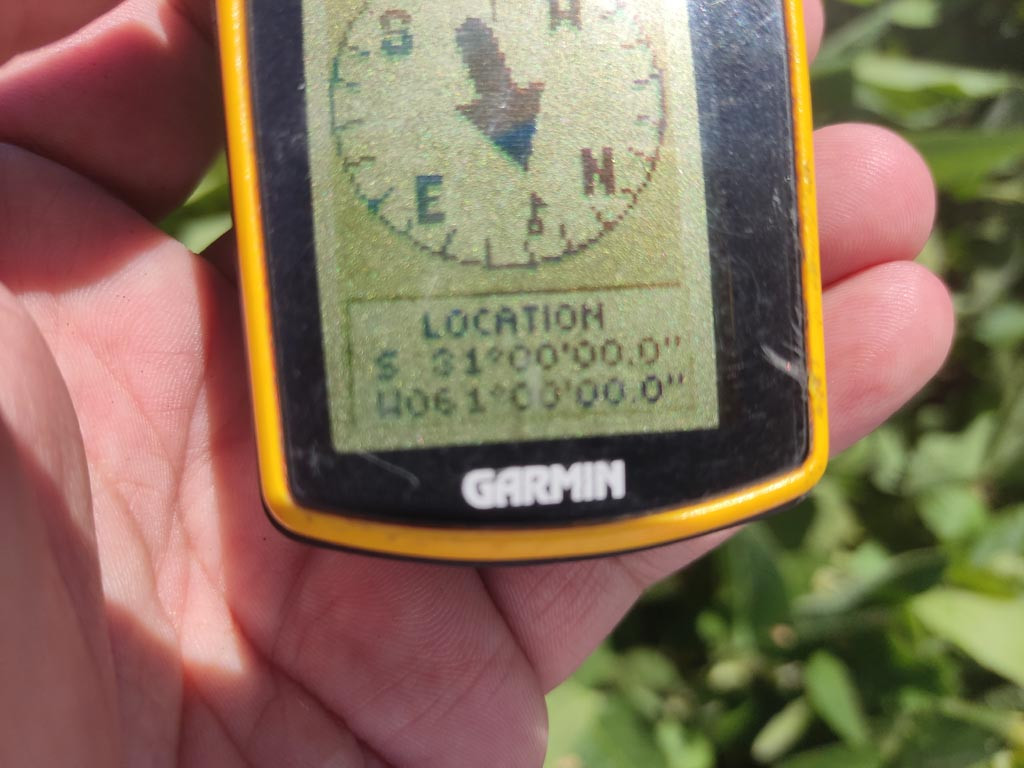 S W
E N
LOCATION
S 31°00'00.0"
W061°00'00.0"
GARMIN